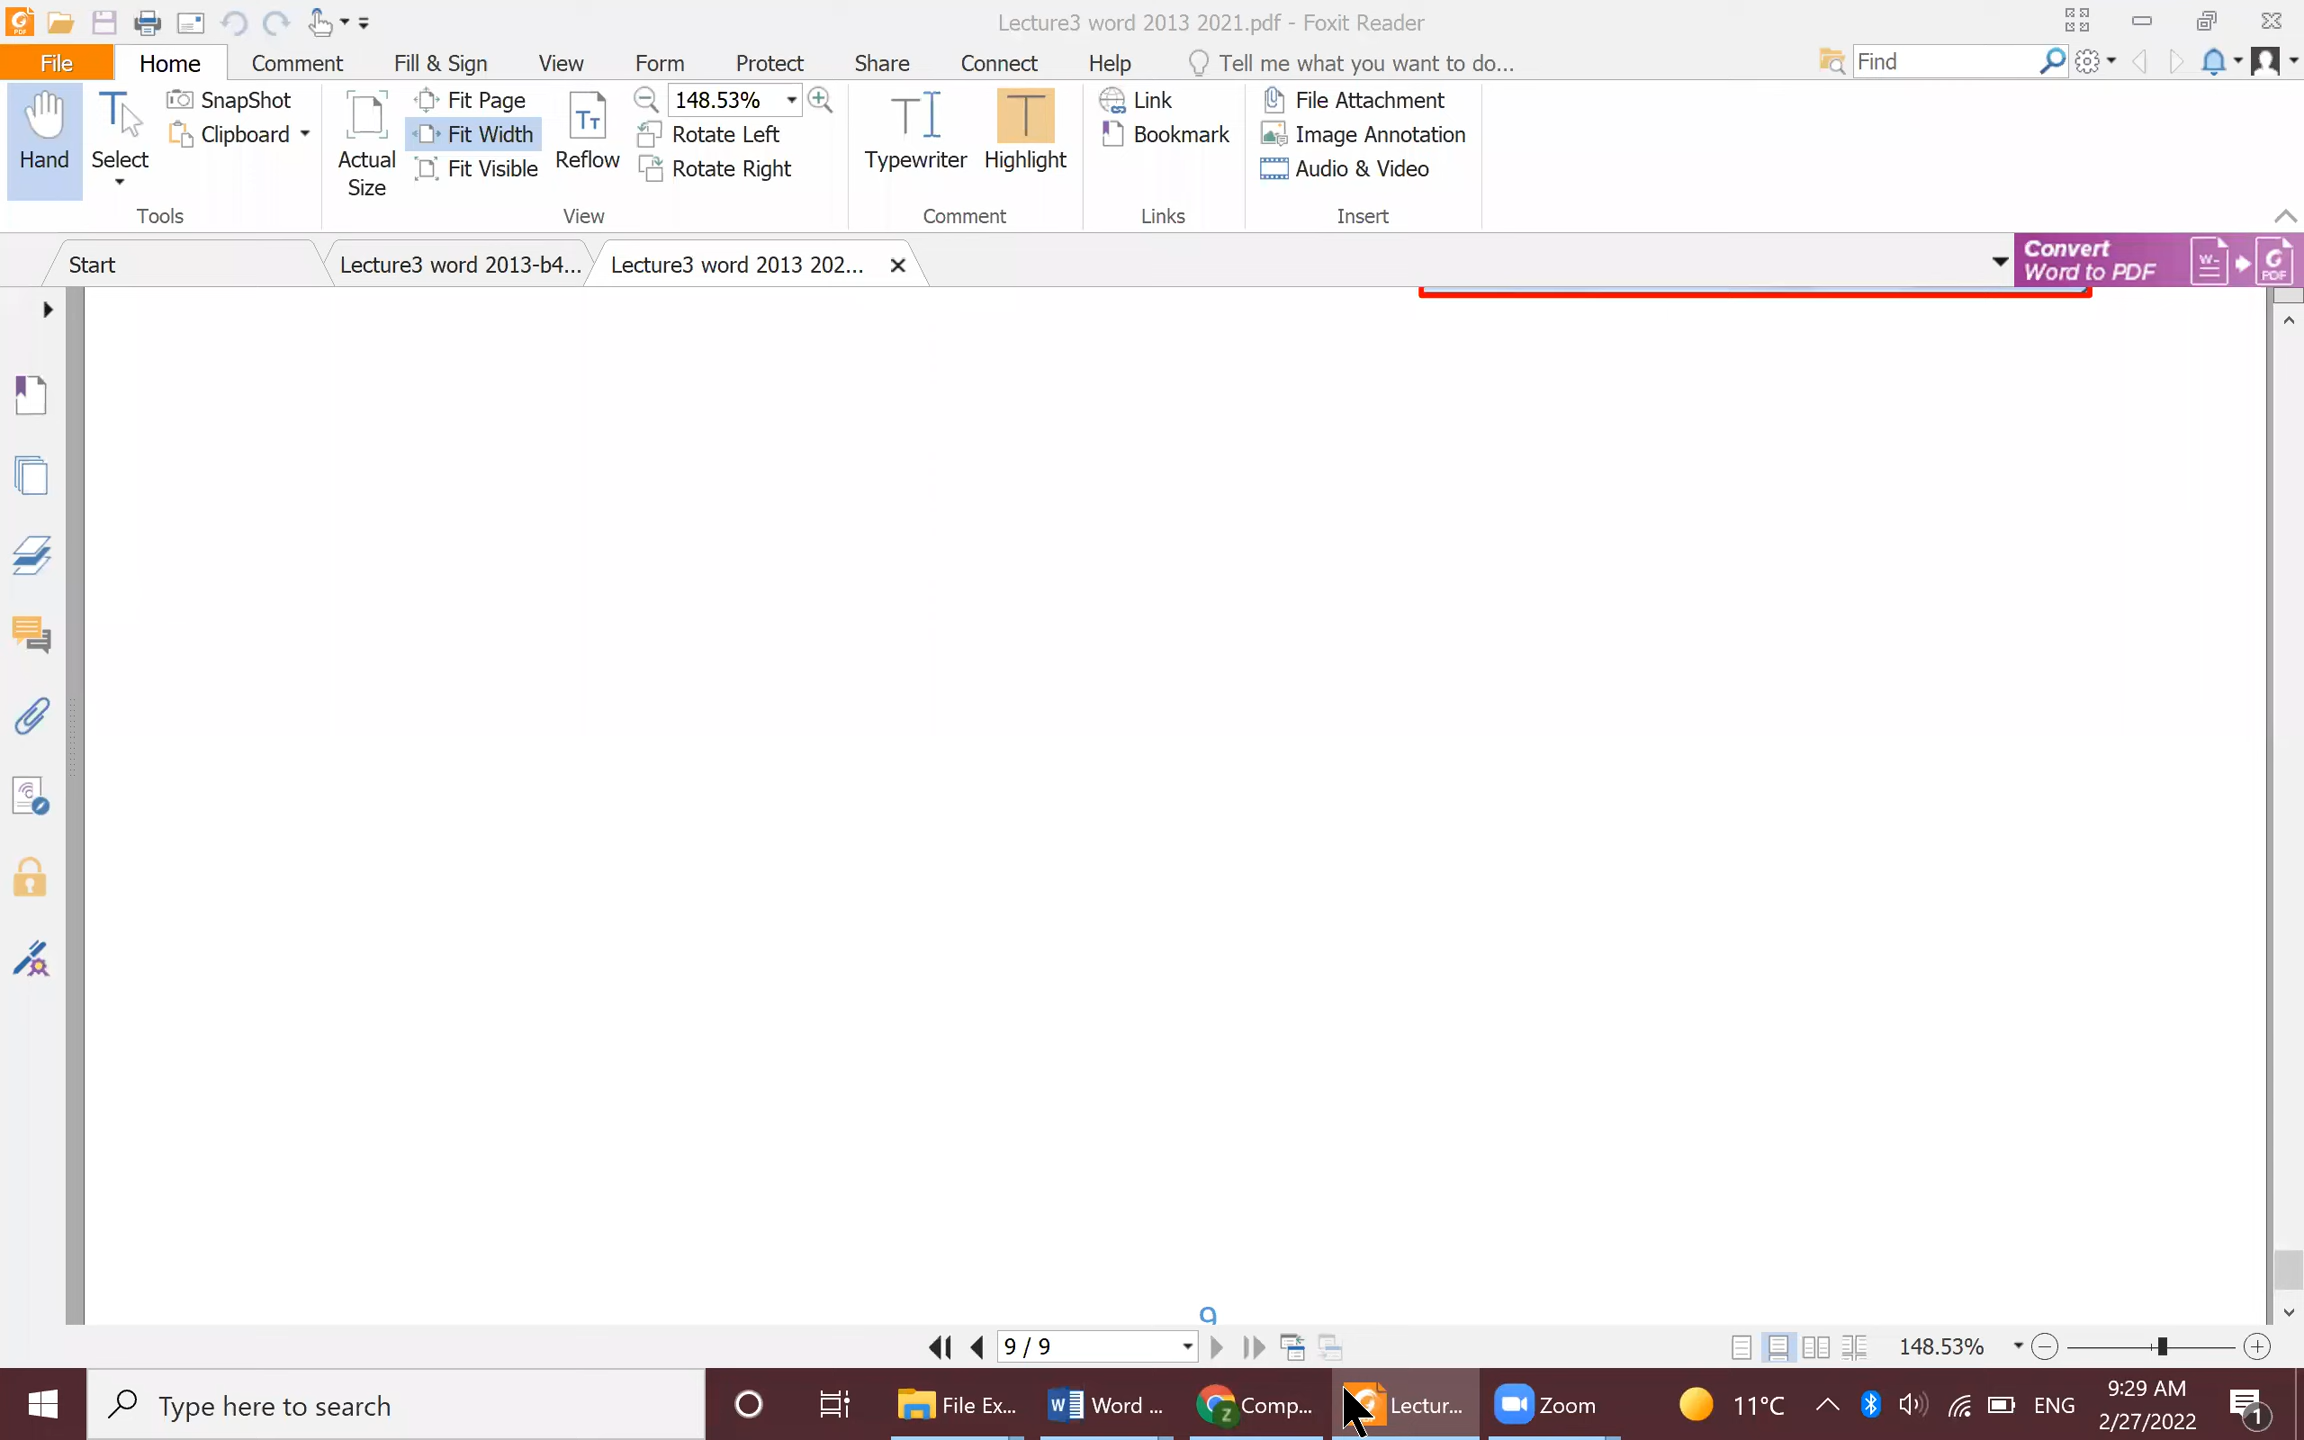 Lecture3 word 2013 2021.pdf - Foxit Reader
File Home Comment Fill & Sign View Form Protect Share Connect Help Tell me what you want to do... Find
Hand
Select
SnapShot
Clipboard
Tools
Actual Size
Fit Page
Fit Width
Fit Visible
Reflow
148.53%
Rotate Left
Rotate Right
View
Typewriter
Highlight
Comment
Link
Bookmark
Links
File Attachment
Image Annotation
Audio & Video
Insert
Start
Lecture3 word 2013-b4...
Lecture3 word 2013 202...
Convert
Word to PDF
9
9 / 9
148.53%
Type here to search
File Ex...
Word ...
Comp...
Lectur...
Zoom
11°C
ENG
9:29 AM
2/27/2022
1